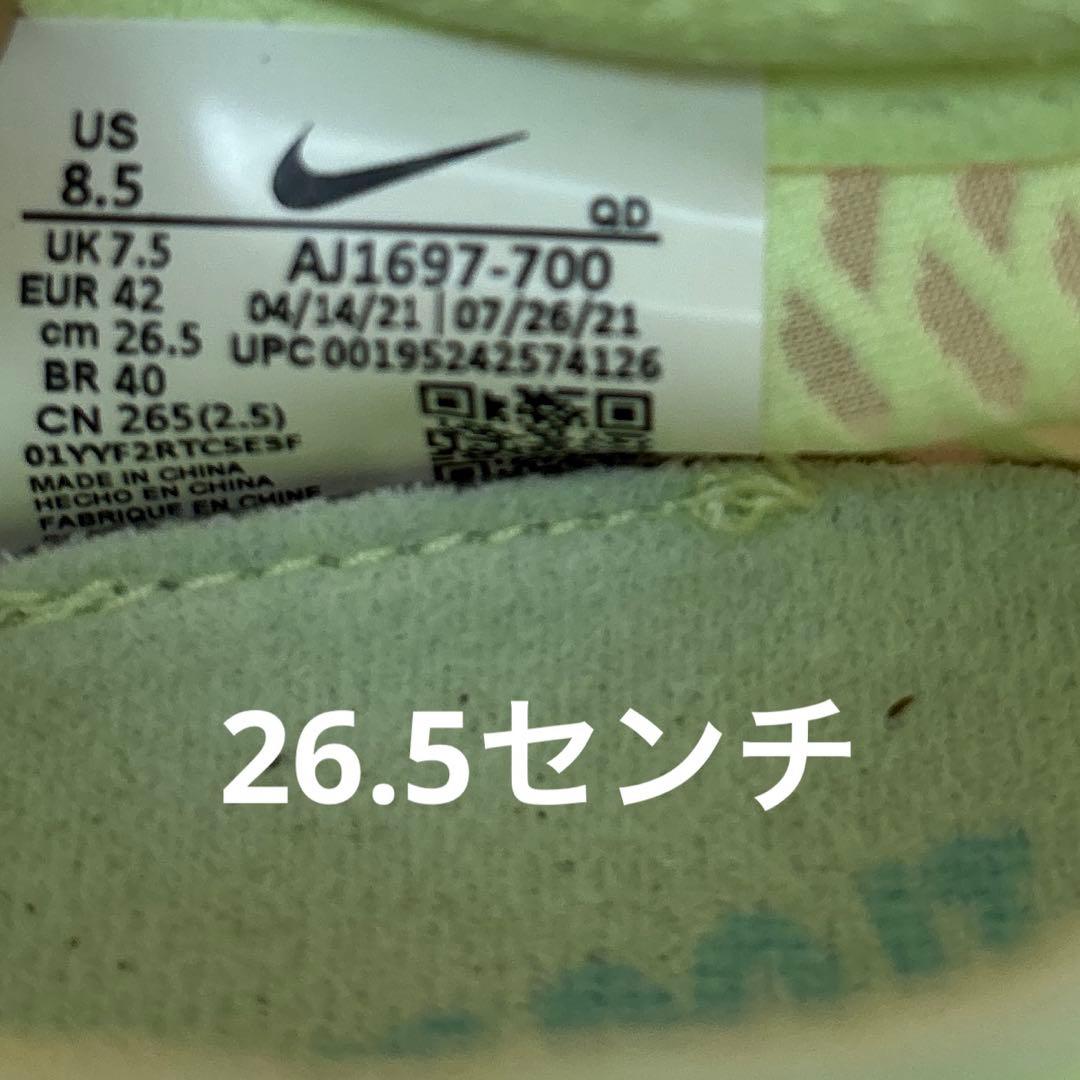 US
8.5
QD
UK 7.5
AJ1697-700
EUR 42
04/14/21 | 07/26/21
cm 26.5
UPC 00195242574126
BR 40
CN 265(2.5)
01YYF2RTC5E3F
MADE IN CHINA
HECHO EN CHINA
FABRIQUE EN CHINE
26.5センチ